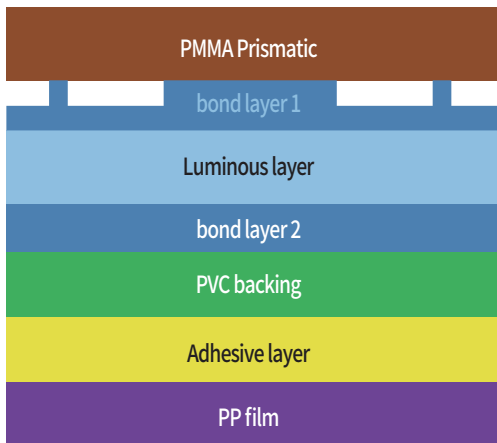 PMMA Prismatic
bond layer 1
Luminous layer
bond layer 2
PVC backing
Adhesive layer
PP film